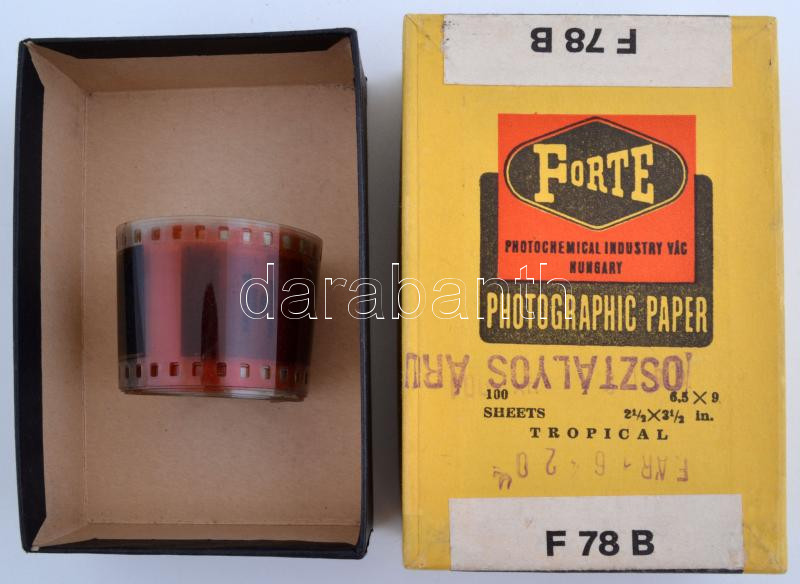 F 78 B
FORTE
PHOTOCHEMICAL INDUSTRY VÁC
HUNGARY
PHOTOGRAPHIC PAPER
OSZTÁLYOS ÁRU
100
SHEETS
6,5 × 9
2½ × 3½ in.
TROPICAL
F 78 B
darabanth